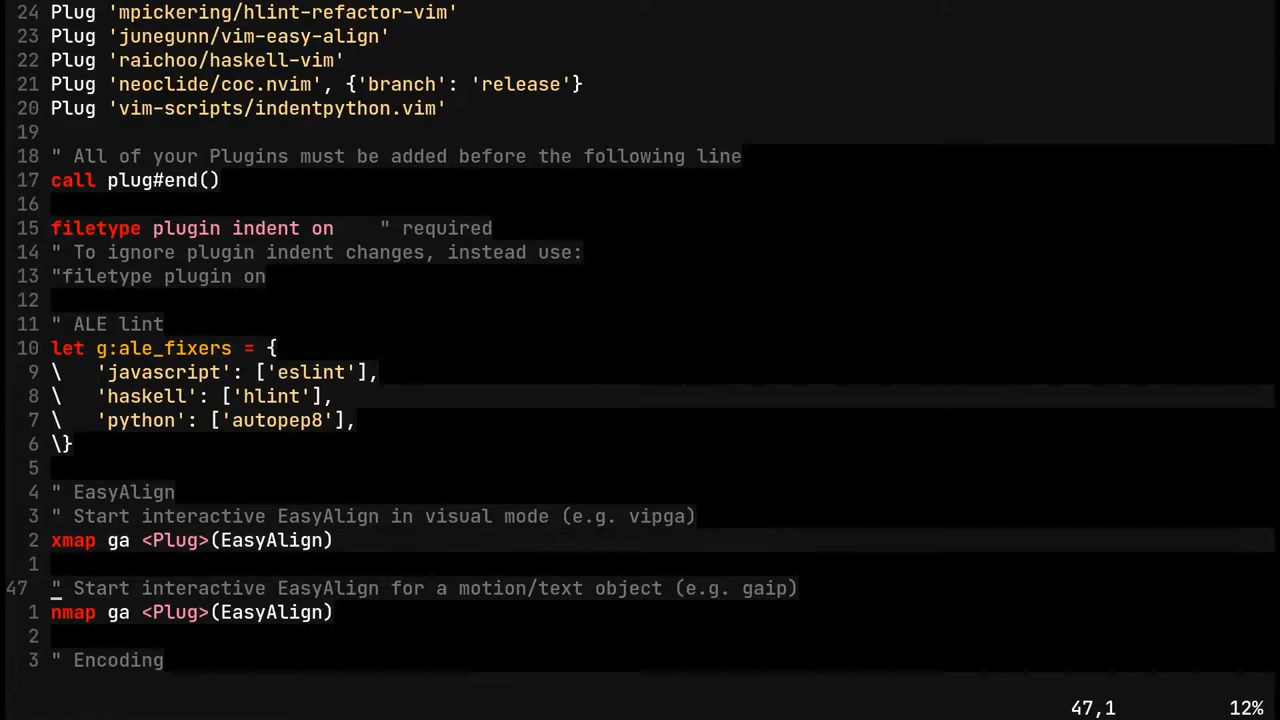 24 Plug 'mpickering/hlint-refactor-vim'
23 Plug 'junegunn/vim-easy-align'
22 Plug 'raichoo/haskell-vim'
21 Plug 'neoclide/coc.nvim', {'branch': 'release'}
20 Plug 'vim-scripts/indentpython.vim'
19
18 " All of your Plugins must be added before the following line
17 call plug#end()
16
15 filetype plugin indent on    " required
14 " To ignore plugin indent changes, instead use:
13 "filetype plugin on
12
11 " ALE lint
10 let g:ale_fixers = {
9 \   'javascript': ['eslint'],
8 \   'haskell': ['hlint'],
7 \   'python': ['autopep8'],
6 \}
5
4 " EasyAlign
3 " Start interactive EasyAlign in visual mode (e.g. vipga)
2 xmap ga <Plug>(EasyAlign)
1
47 " Start interactive EasyAlign for a motion/text object (e.g. gaip)
1 nmap ga <Plug>(EasyAlign)
2
3 " Encoding
47,1 12%